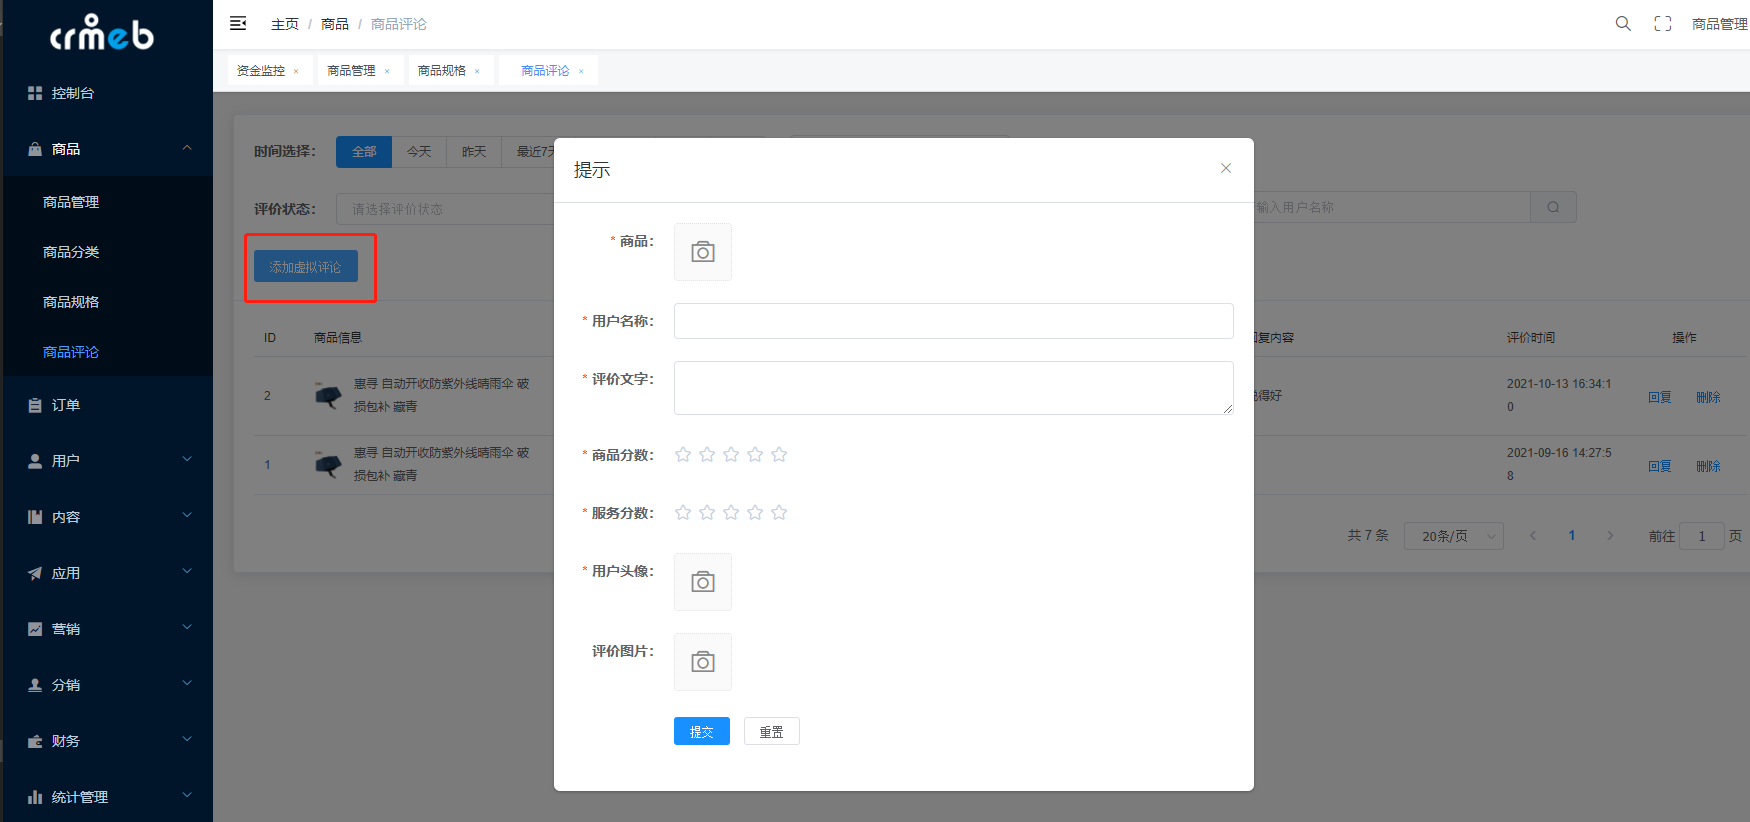 crmeb
主页 / 商品 / 商品评论
商品管理
资金监控 × 商品管理 × 商品规格 × 商品评论 ×
控制台
商品
商品管理
商品分类
商品规格
商品评论
订单
用户
内容
应用
营销
分销
财务
统计管理
时间选择： 全部 今天 昨天 最近7天
评价状态： 请选择评价状态
输入用户名称
添加虚拟评论
ID 商品信息 回复内容 评价时间 操作
2 惠寻 自动开收防紫外线晴雨伞 破
损包补 藏青
得好
2021-10-13 16:34:1
0
回复 删除
1 惠寻 自动开收防紫外线晴雨伞 破
损包补 藏青
2021-09-16 14:27:5
8
回复 删除
共 7 条 20条/页 1 前往 1 页
提示
* 商品：
* 用户名称：
* 评价文字：
* 商品分数：
* 服务分数：
* 用户头像：
评价图片：
提交 重置